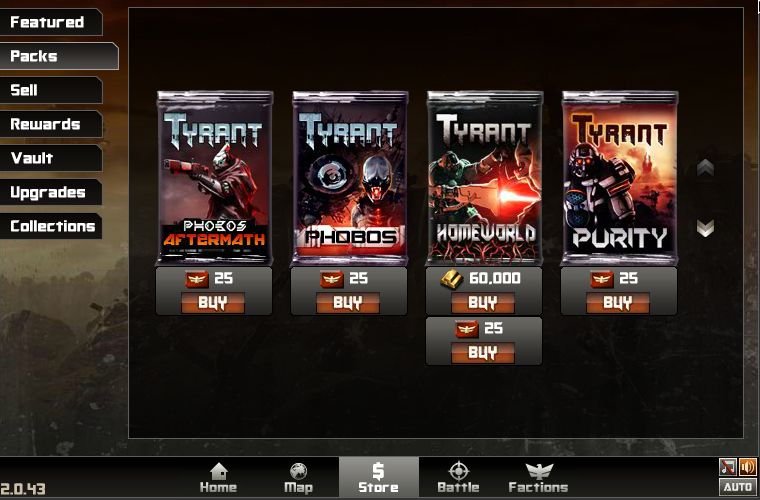 Featured
Packs
Sell
Rewards
Vault
Upgrades
Collections
TYRANT
PHOBOS
AFTERMATH
25
BUY
TYRANT
PHOBOS
25
BUY
TYRANT
HOMEWORLD
60,000
BUY
25
BUY
TYRANT
PURITY
25
BUY
2.0.43
Home
Map
$
Store
Battle
Factions
AUTO